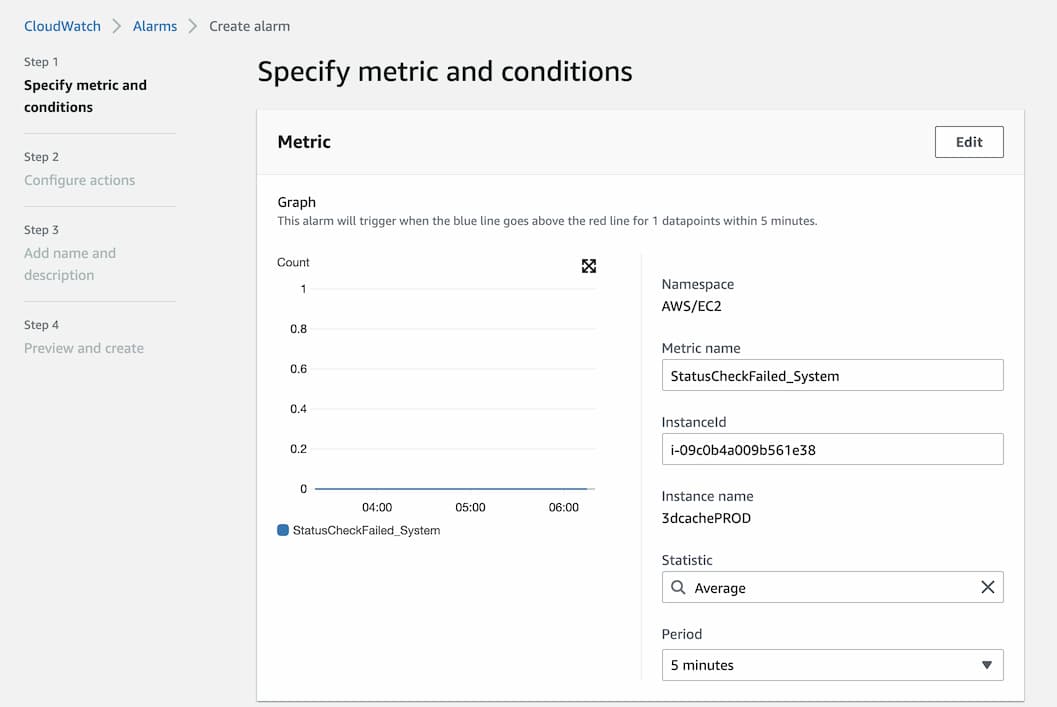 CloudWatch > Alarms > Create alarm
Step 1
Specify metric and
conditions
Step 2
Configure actions
Step 3
Add name and
description
Step 4
Preview and create
Specify metric and conditions
Metric
Edit
Graph
This alarm will trigger when the blue line goes above the red line for 1 datapoints within 5 minutes.
Count
1
0.8
0.6
0.4
0.2
0
04:00 05:00 06:00
StatusCheckFailed_System
Namespace
AWS/EC2
Metric name
StatusCheckFailed_System
InstanceId
i-09c0b4a009b561e38
Instance name
3dcachePROD
Statistic
Average
Period
5 minutes